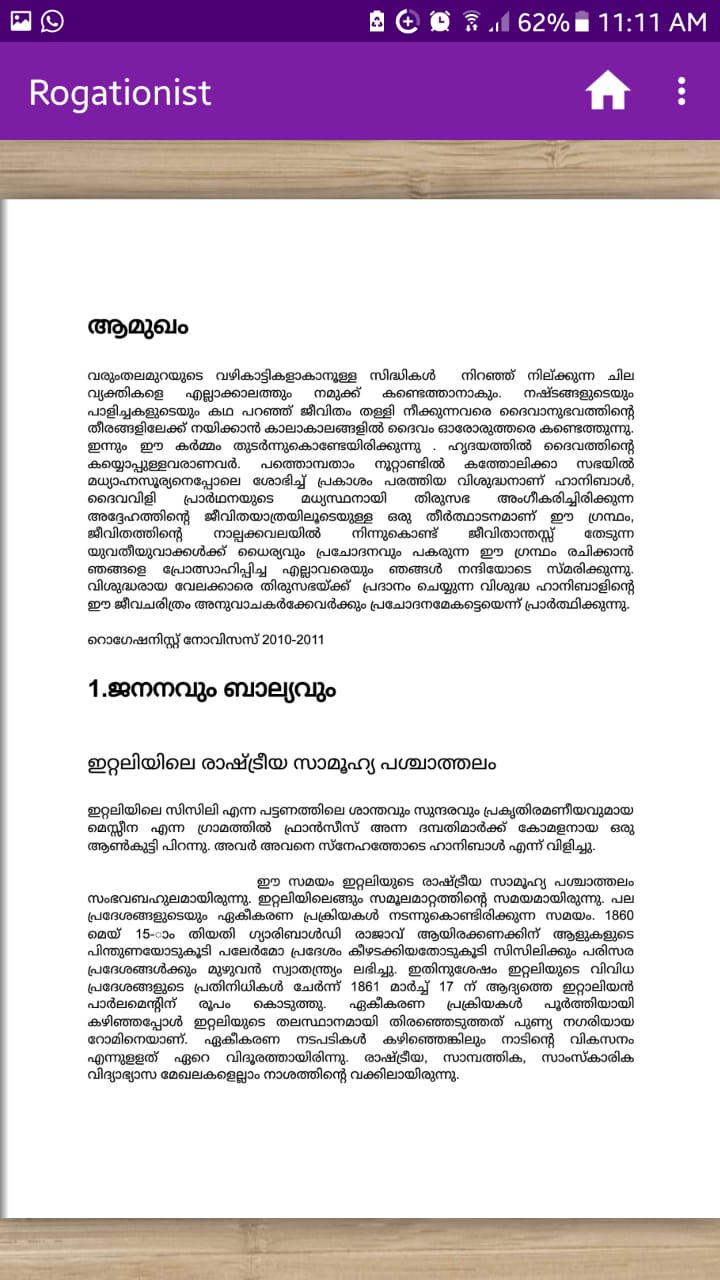 62% 11:11 AM
Rogationist
ആമുഖം
വരുംതലമുറയുടെ വഴികാട്ടികളാകാനുള്ള സിദ്ധികൾ നിറഞ്ഞ് നില്ക്കുന്ന ചില
വ്യക്തികളെ എല്ലാക്കാലത്തും നമുക്ക് കണ്ടെത്താനാകും. നഷ്ടങ്ങളുടെയും
പാളിച്ചകളുടെയും കഥ പറഞ്ഞ് ജീവിതം തള്ളി നീക്കുന്നവരെ ദൈവാനുഭവത്തിന്റെ
തീരങ്ങളിലേക്ക് നയിക്കാൻ കാലാകാലങ്ങളിൽ ദൈവം ഓരോരുത്തരെ കണ്ടെത്തുന്നു.
ഇന്നും ഈ കർമ്മം തുടർന്നുകൊണ്ടേയിരിക്കുന്നു . ഹൃദയത്തിൽ ദൈവത്തിന്റെ
കയ്യൊപ്പുള്ളവരാണവർ. പത്തൊമ്പതാം നൂറ്റാണ്ടിൽ കത്തോലിക്കാ സഭയിൽ
മധ്യാഹ്നസൂര്യനെപ്പോലെ ശോഭിച്ച് പ്രകാശം പരത്തിയ വിശുദ്ധനാണ് ഹാനിബാൾ,
ദൈവവിളി പ്രാർഥനയുടെ മധ്യസ്ഥനായി തിരുസഭ അംഗീകരിച്ചിരിക്കുന്ന
അദ്ദേഹത്തിന്റെ ജീവിതയാത്രയിലൂടെയുള്ള ഒരു തീർത്ഥാടനമാണ് ഈ ഗ്രന്ഥം,
ജീവിതത്തിന്റെ നാല്ക്കവലയിൽ നിന്നുകൊണ്ട് ജീവിതാന്തസ്സ് തേടുന്ന
യുവതീയുവാക്കൾക്ക് ധൈര്യവും പ്രചോദനവും പകരുന്ന ഈ ഗ്രന്ഥം രചിക്കാൻ
ഞങ്ങളെ പ്രോത്സാഹിപ്പിച്ച എല്ലാവരെയും ഞങ്ങൾ നന്ദിയോടെ സ്മരിക്കുന്നു.
വിശുദ്ധരായ വേലക്കാരെ തിരുസഭയ്ക്ക് പ്രദാനം ചെയ്യുന്ന വിശുദ്ധ ഹാനിബാളിന്റെ
ഈ ജീവചരിത്രം അനുവാചകർക്കേവർക്കും പ്രചോദനമേകട്ടെയെന്ന് പ്രാർത്ഥിക്കുന്നു.
റൊഗേഷനിസ്റ്റ് നോവിസസ് 2010-2011
1.ജനനവും ബാല്യവും
ഇറ്റലിയിലെ രാഷ്ട്രീയ സാമൂഹ്യ പശ്ചാത്തലം
ഇറ്റലിയിലെ സിസിലി എന്ന പട്ടണത്തിലെ ശാന്തവും സുന്ദരവും പ്രകൃതിരമണീയവുമായ
മെസ്സീന എന്ന ഗ്രാമത്തിൽ ഫ്രാൻസീസ് അന്ന ദമ്പതിമാർക്ക് കോമളനായ ഒരു
ആൺകുട്ടി പിറന്നു. അവർ അവനെ സ്നേഹത്തോടെ ഹാനിബാൾ എന്ന് വിളിച്ചു.
ഈ സമയം ഇറ്റലിയുടെ രാഷ്ട്രീയ സാമൂഹ്യ പശ്ചാത്തലം
സംഭവബഹുലമായിരുന്നു. ഇറ്റലിയിലെങ്ങും സമൂലമാറ്റത്തിന്റെ സമയമായിരുന്നു. പല
പ്രദേശങ്ങളുടെയും ഏകീകരണ പ്രക്രിയകൾ നടന്നുകൊണ്ടിരിക്കുന്ന സമയം. 1860
മെയ് 15-ാം തിയതി ഗ്യാരിബാൾഡി രാജാവ് ആയിരക്കണക്കിന് ആളുകളുടെ
പിന്തുണയോടുകൂടി പലേർമോ പ്രദേശം കീഴടക്കിയതോടുകൂടി സിസിലിക്കും പരിസര
പ്രദേശങ്ങൾക്കും മുഴുവൻ സ്വാതന്ത്ര്യം ലഭിച്ചു. ഇതിനുശേഷം ഇറ്റലിയുടെ വിവിധ
പ്രദേശങ്ങളുടെ പ്രതിനിധികൾ ചേർന്ന് 1861 മാർച്ച് 17 ന് ആദ്യത്തെ ഇറ്റാലിയൻ
പാർലമെന്റിന് രൂപം കൊടുത്തു. ഏകീകരണ പ്രക്രിയകൾ പൂർത്തിയായി
കഴിഞ്ഞപ്പോൾ ഇറ്റലിയുടെ തലസ്ഥാനമായി തിരഞ്ഞെടുത്തത് പുണ്യ നഗരിയായ
റോമിനെയാണ്. ഏകീകരണ നടപടികൾ കഴിഞ്ഞെങ്കിലും നാടിന്റെ വികസനം
എന്നുളളത് ഏറെ വിദൂരത്തായിരിന്നു. രാഷ്ട്രീയ, സാമ്പത്തിക, സാംസ്കാരിക
വിദ്യാഭ്യാസ മേഖലകളെല്ലാം നാശത്തിന്റെ വക്കിലായിരുന്നു.